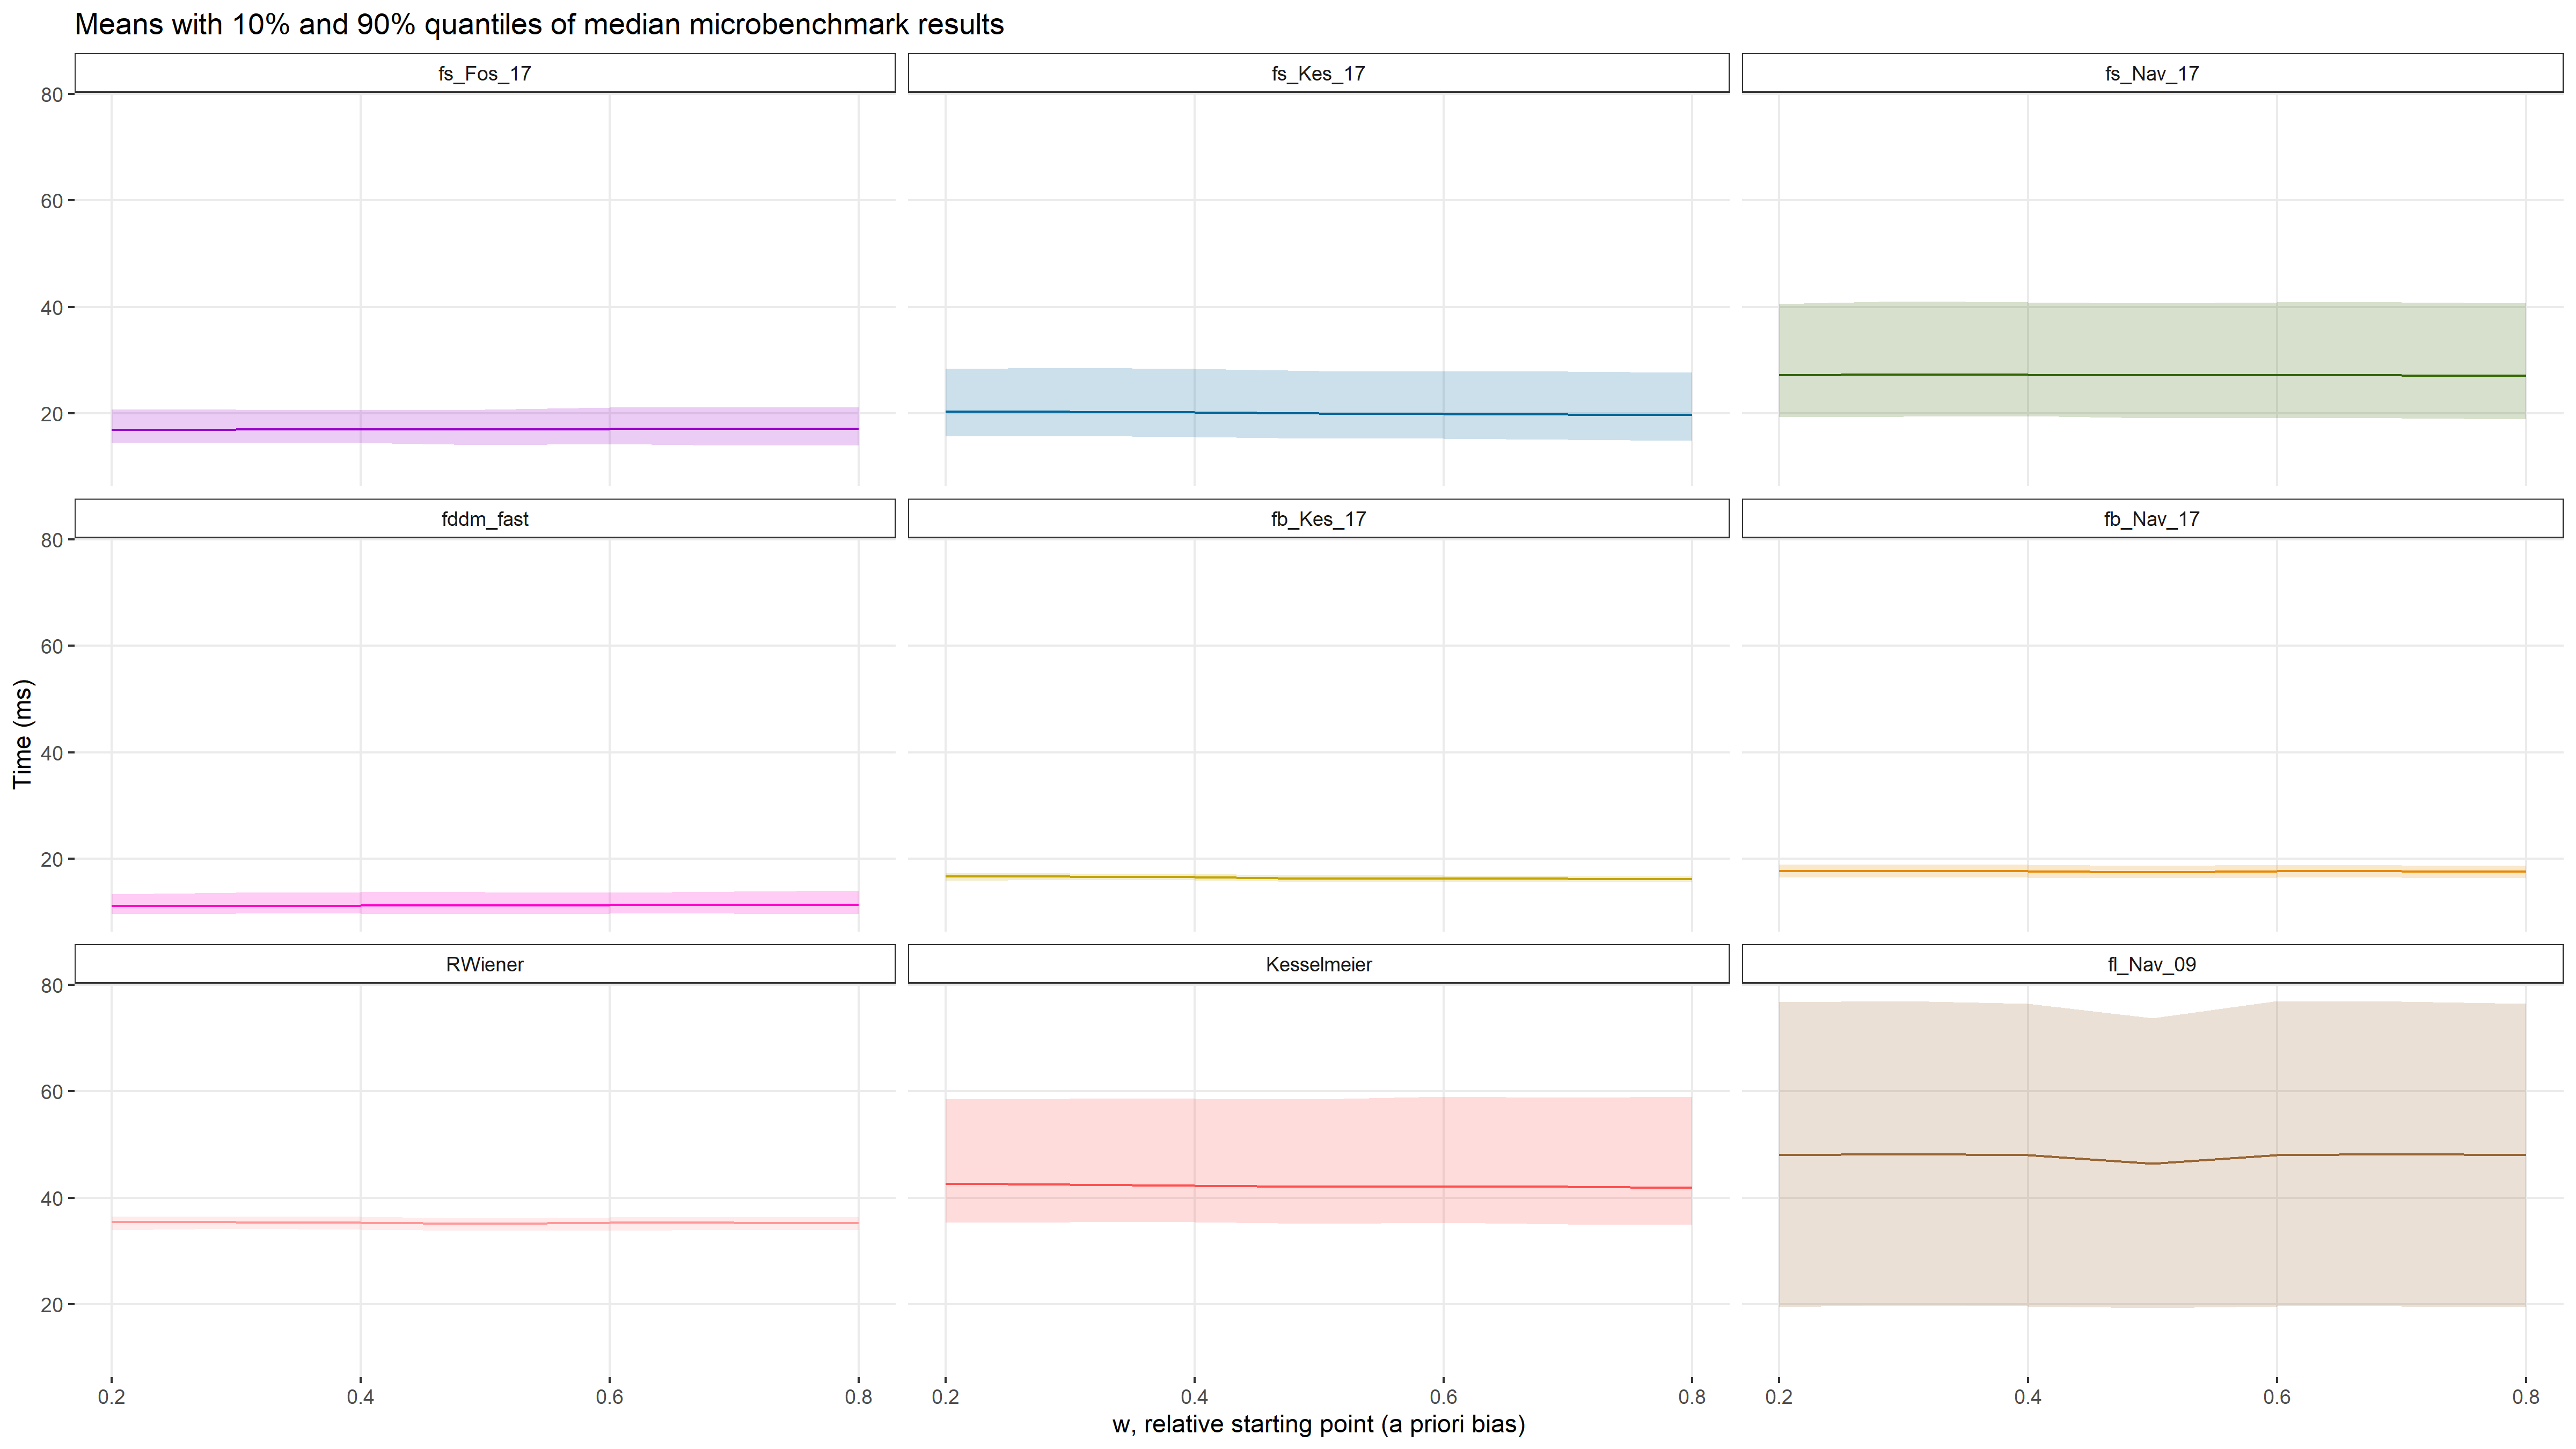 Means with 10% and 90% quantiles of median microbenchmark results
fs_Fos_17 fs_Kes_17 fs_Nav_17
80
60
40
20
fddm_fast fb_Kes_17 fb_Nav_17
80
60
40
20
Time (ms)
RWiener Kesselmeier fl_Nav_09
80
60
40
20
0.2 0.4 0.6 0.8 0.2 0.4 0.6 0.8 0.2 0.4 0.6 0.8
w, relative starting point (a priori bias)